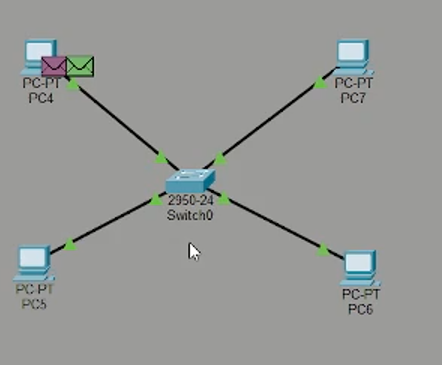 PC-PT
PC4
PC-PT
PC7
2950-24
Switch0
PC-PT
PC5
PC-PT
PC6